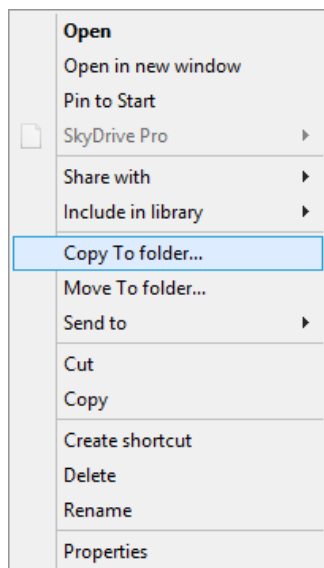 Open
Open in new window
Pin to Start
SkyDrive Pro
Share with
Include in library
Copy To folder...
Move To folder...
Send to
Cut
Copy
Create shortcut
Delete
Rename
Properties